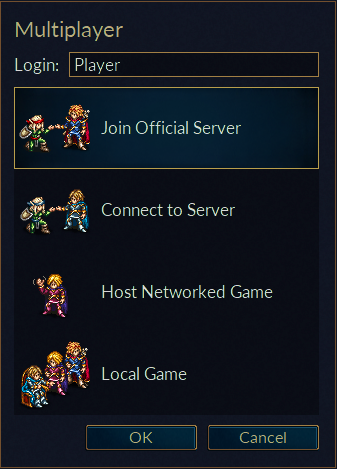 Multiplayer
Login: Player
Join Official Server
Connect to Server
Host Networked Game
Local Game
OK Cancel